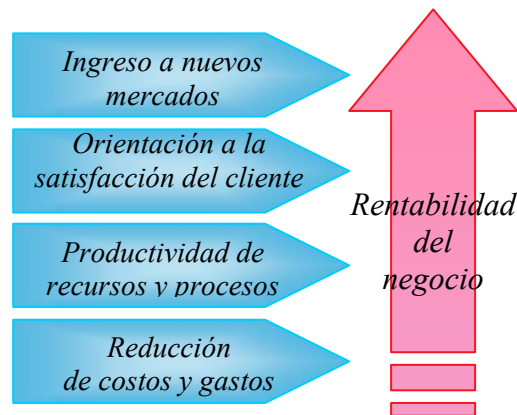 Ingreso a nuevos
mercados
Orientación a la
satisfacción del cliente
Productividad de
recursos y procesos
Reducción
de costos y gastos
Rentabilidad
del
negocio